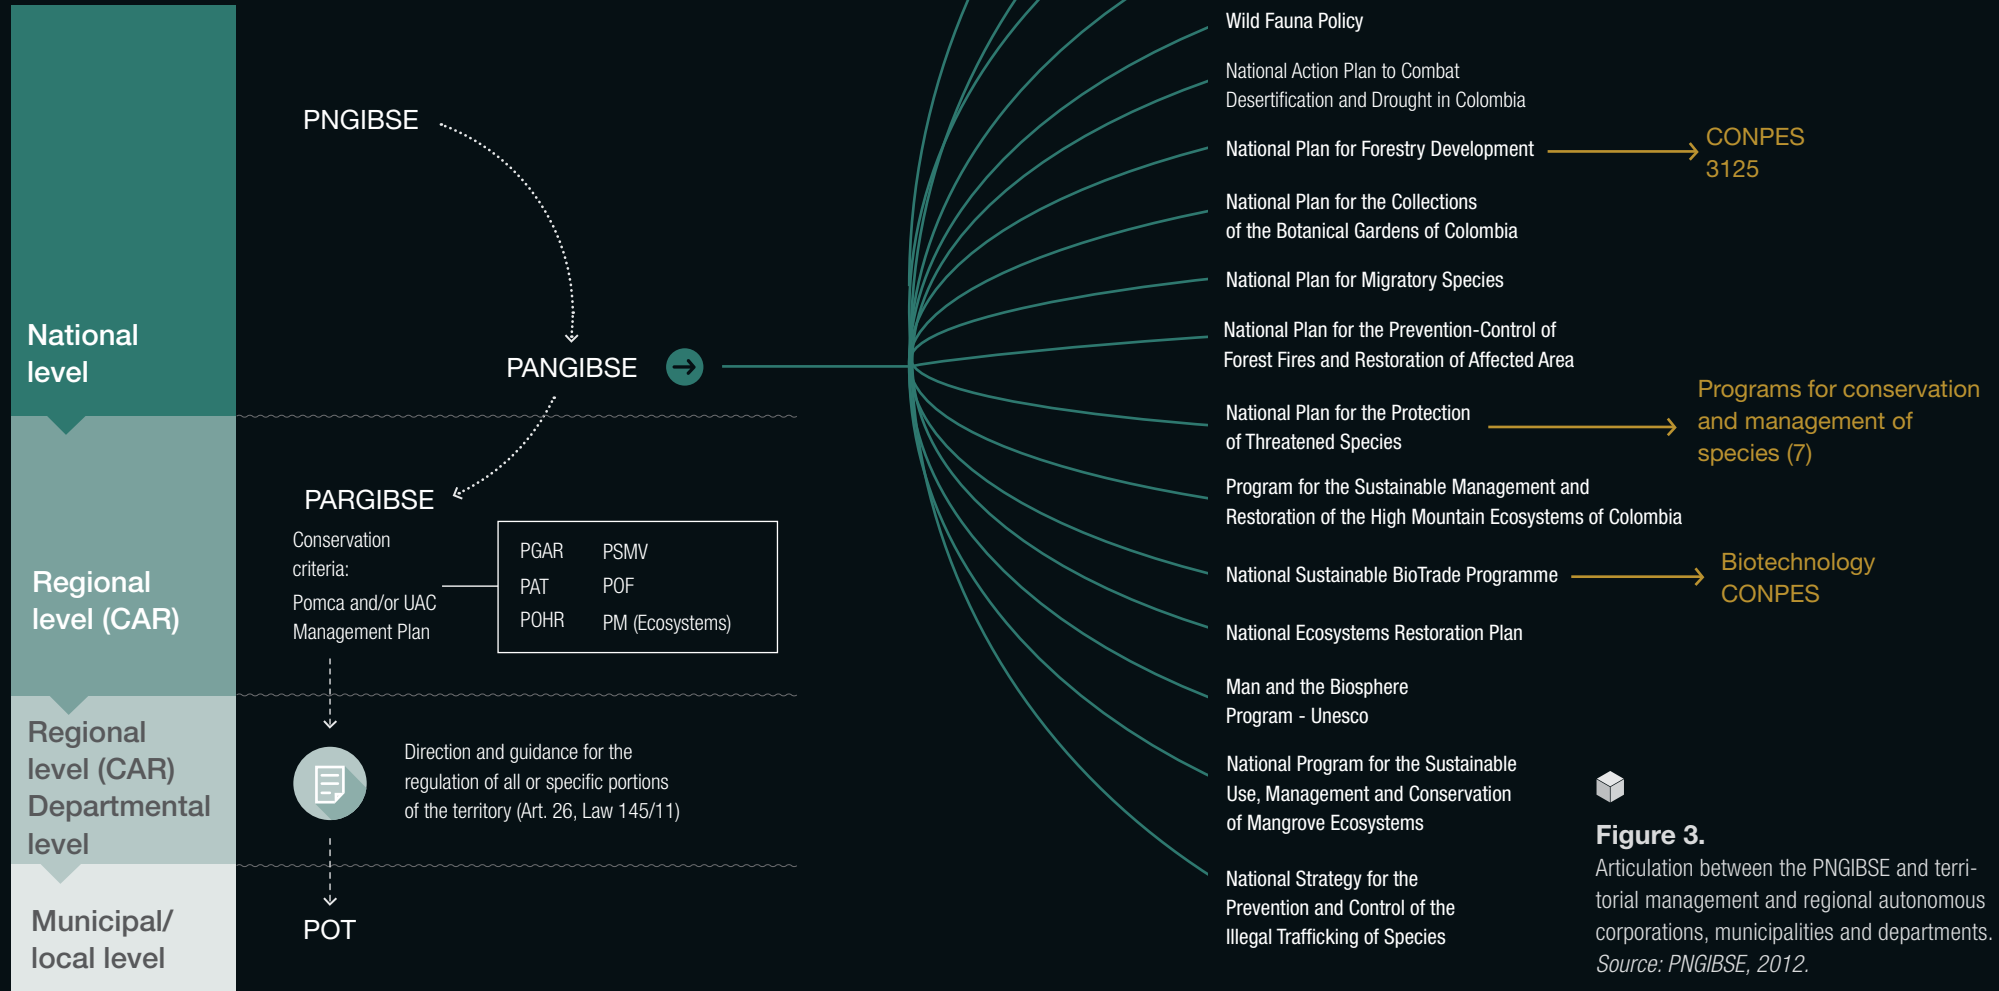 National
level
Regional
level (CAR)
Regional
level (CAR)
Departmental
level
Municipal/
local level
PNGIBSE
PANGIBSE
PARGIBSE
Conservation
criteria:
Pomca and/or UAC
Management Plan
PGAR PSMV
PAT POF
POHR PM (Ecosystems)
Direction and guidance for the
regulation of all or specific portions
of the territory (Art. 26, Law 145/11)
POT
Wild Fauna Policy
National Action Plan to Combat
Desertification and Drought in Colombia
National Plan for Forestry Development
CONPES
3125
National Plan for the Collections
of the Botanical Gardens of Colombia
National Plan for Migratory Species
National Plan for the Prevention-Control of
Forest Fires and Restoration of Affected Area
National Plan for the Protection
of Threatened Species
Programs for conservation
and management of
species (7)
Program for the Sustainable Management and
Restoration of the High Mountain Ecosystems of Colombia
National Sustainable BioTrade Programme
Biotechnology
CONPES
National Ecosystems Restoration Plan
Man and the Biosphere
Program - Unesco
National Program for the Sustainable
Use, Management and Conservation
of Mangrove Ecosystems
National Strategy for the
Prevention and Control of the
Illegal Trafficking of Species
Figure 3.
Articulation between the PNGIBSE and terri-
torial management and regional autonomous
corporations, municipalities and departments.
Source: PNGIBSE, 2012.